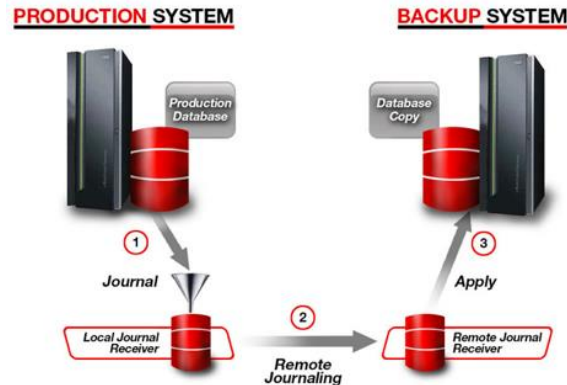 PRODUCTION SYSTEM
BACKUP SYSTEM
Production
Database
Database
Copy
1
3
Journal
Apply
2
Local Journal
Receiver
Remote Journal
Receiver
Remote
Journaling